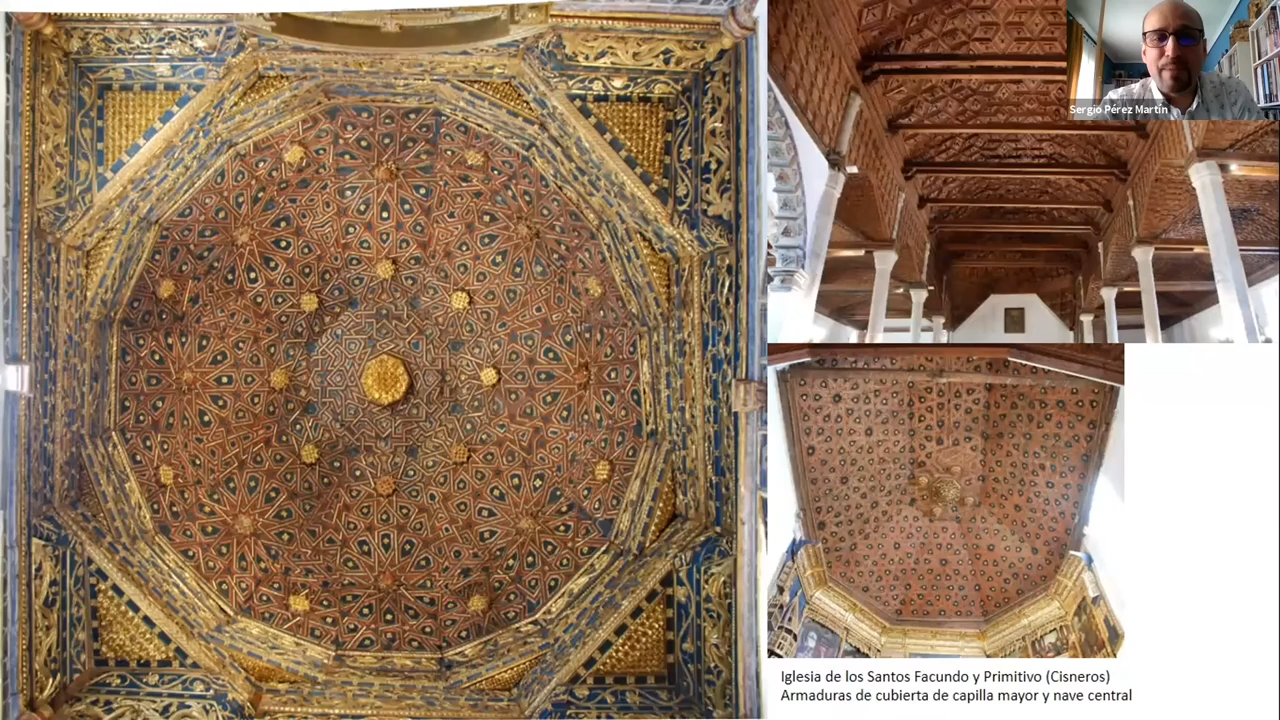 Sergio Pérez Martín
Iglesia de los Santos Facundo y Primitivo (Cisneros)
Armaduras de cubierta de capilla mayor y nave central